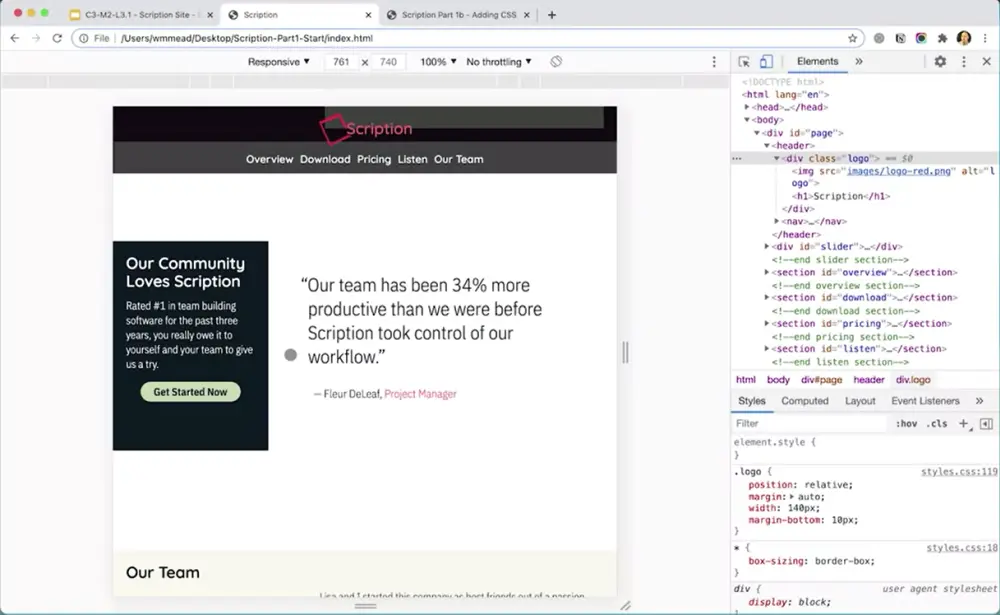 C3-M2-L3.1 - Scription Site -
Scription
Scription Part 1b - Adding CSS
File /Users/wmmead/Desktop/Scription-Part1-Start/index.html
Responsive ▼ 761 × 740 100% ▼ No throttling ▼
Scription
Overview Download Pricing Listen Our Team
Our Community
Loves Scription
Rated #1 in team building
software for the past three
years, you really owe it to
yourself and your team to give
us a try.
Get Started Now
“Our team has been 34% more
productive than we were before
Scription took control of our
workflow.”
— Fleur DeLeaf, Project Manager
Our Team
Lisa and I started this company as best friends out of a passion
Elements »
<!DOCTYPE html>
<html lang="en">
▶<head>…</head>
▼<body>
▼<div id="page">
▼<header>
… ▼<div class="logo"> == $0
<img src="images/logo-red.png" alt="l
ogo">
<h1>Scription</h1>
</div>
▶<nav>…</nav>
</header>
▶<div id="slider">…</div>
<!--end slider section-->
▶<section id="overview">…</section>
<!--end overview section-->
▶<section id="download">…</section>
<!--end download section-->
▶<section id="pricing">…</section>
<!--end pricing section-->
▶<section id="listen">…</section>
<!--end listen section-->
html body div#page header div.logo
Styles Computed Layout Event Listeners »
Filter :hov .cls +
element.style {
}
.logo { styles.css:119
position: relative;
margin: ▶ auto;
width: 140px;
margin-bottom: 10px;
}
* { styles.css:18
box-sizing: border-box;
}
div { user agent stylesheet
display: block;